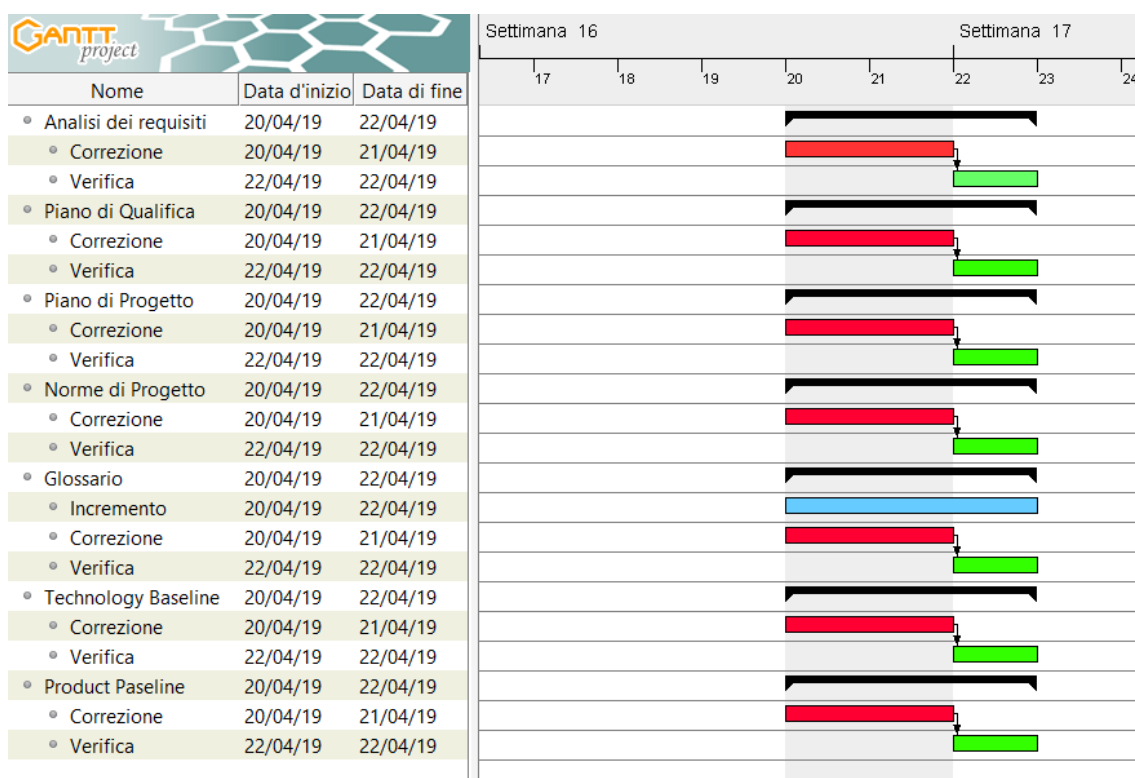 GANTT project
Settimana 16 Settimana 17
17 18 19 20 21 22 23 24
Nome Data d'inizio Data di fine
Analisi dei requisiti 20/04/19 22/04/19
Correzione 20/04/19 21/04/19
Verifica 22/04/19 22/04/19
Piano di Qualifica 20/04/19 22/04/19
Correzione 20/04/19 21/04/19
Verifica 22/04/19 22/04/19
Piano di Progetto 20/04/19 22/04/19
Correzione 20/04/19 21/04/19
Verifica 22/04/19 22/04/19
Norme di Progetto 20/04/19 22/04/19
Correzione 20/04/19 21/04/19
Verifica 22/04/19 22/04/19
Glossario 20/04/19 22/04/19
Incremento 20/04/19 22/04/19
Correzione 20/04/19 21/04/19
Verifica 22/04/19 22/04/19
Technology Baseline 20/04/19 22/04/19
Correzione 20/04/19 21/04/19
Verifica 22/04/19 22/04/19
Product Paseline 20/04/19 22/04/19
Correzione 20/04/19 21/04/19
Verifica 22/04/19 22/04/19